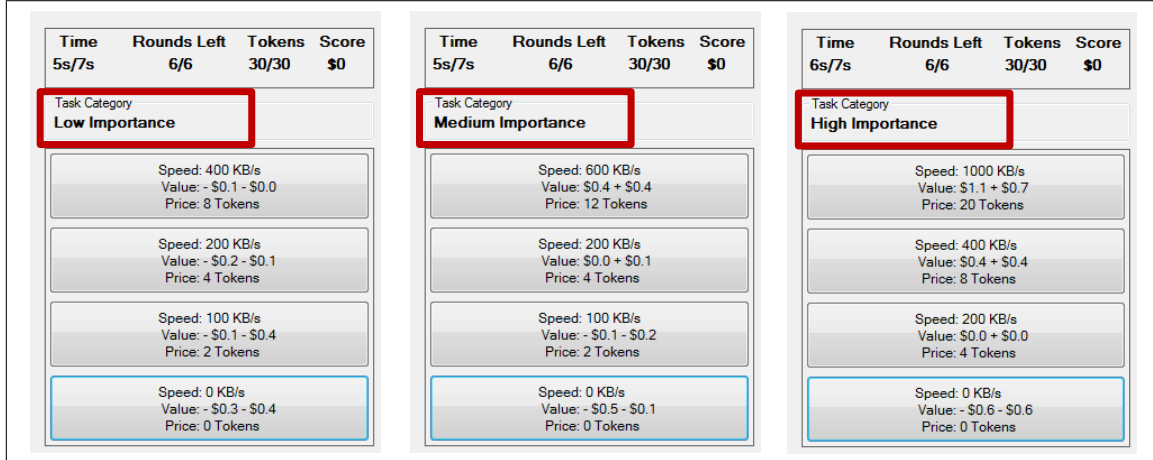 Time Rounds Left Tokens Score
5s/7s 6/6 30/30 $0
Task Category
Low Importance
Speed: 400 KB/s
Value: - $0.1 - $0.0
Price: 8 Tokens
Speed: 200 KB/s
Value: - $0.2 - $0.1
Price: 4 Tokens
Speed: 100 KB/s
Value: - $0.1 - $0.4
Price: 2 Tokens
Speed: 0 KB/s
Value: - $0.3 - $0.4
Price: 0 Tokens
Time Rounds Left Tokens Score
5s/7s 6/6 30/30 $0
Task Category
Medium Importance
Speed: 600 KB/s
Value: $0.4 + $0.4
Price: 12 Tokens
Speed: 200 KB/s
Value: $0.0 + $0.1
Price: 4 Tokens
Speed: 100 KB/s
Value: - $0.1 - $0.2
Price: 2 Tokens
Speed: 0 KB/s
Value: - $0.5 - $0.1
Price: 0 Tokens
Time Rounds Left Tokens Score
6s/7s 6/6 30/30 $0
Task Category
High Importance
Speed: 1000 KB/s
Value: $1.1 + $0.7
Price: 20 Tokens
Speed: 400 KB/s
Value: $0.4 + $0.4
Price: 8 Tokens
Speed: 200 KB/s
Value: $0.0 + $0.0
Price: 4 Tokens
Speed: 0 KB/s
Value: - $0.6 - $0.6
Price: 0 Tokens